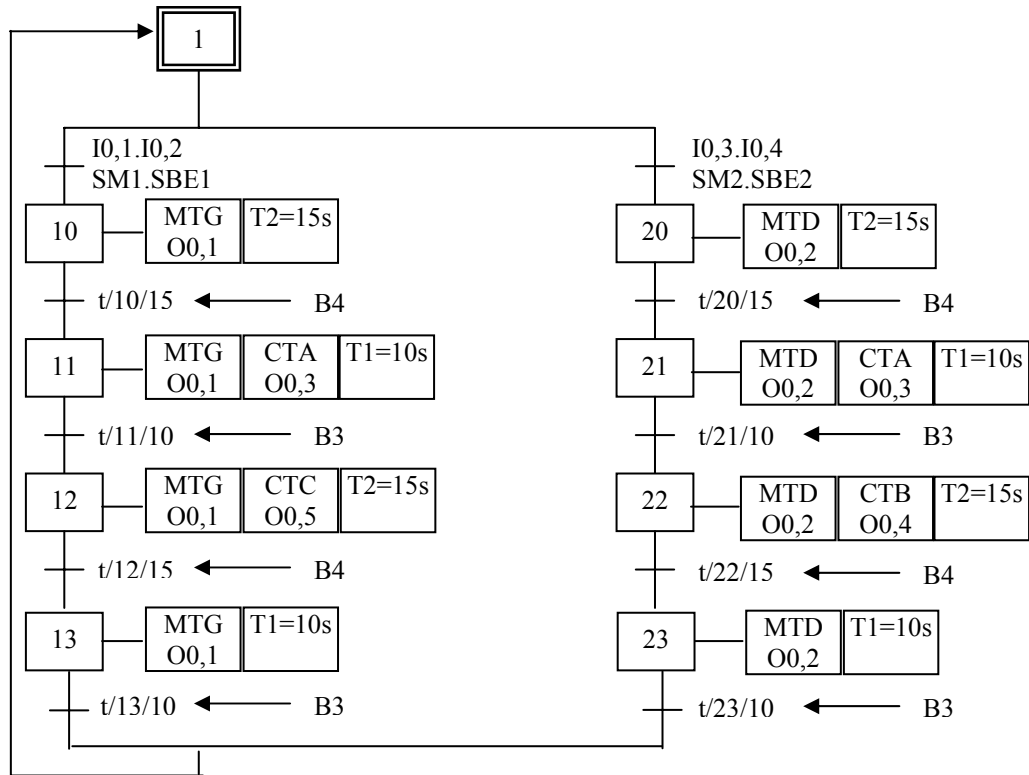 1
I0,1.I0,2
SM1.SBE1
I0,3.I0,4
SM2.SBE2
10
MTG
O0,1
T2=15s
20
MTD
O0,2
T2=15s
t/10/15
B4
t/20/15
B4
11
MTG
O0,1
CTA
O0,3
T1=10s
21
MTD
O0,2
CTA
O0,3
T1=10s
t/11/10
B3
t/21/10
B3
12
MTG
O0,1
CTC
O0,5
T2=15s
22
MTD
O0,2
CTB
O0,4
T2=15s
t/12/15
B4
t/22/15
B4
13
MTG
O0,1
T1=10s
23
MTD
O0,2
T1=10s
t/13/10
B3
t/23/10
B3